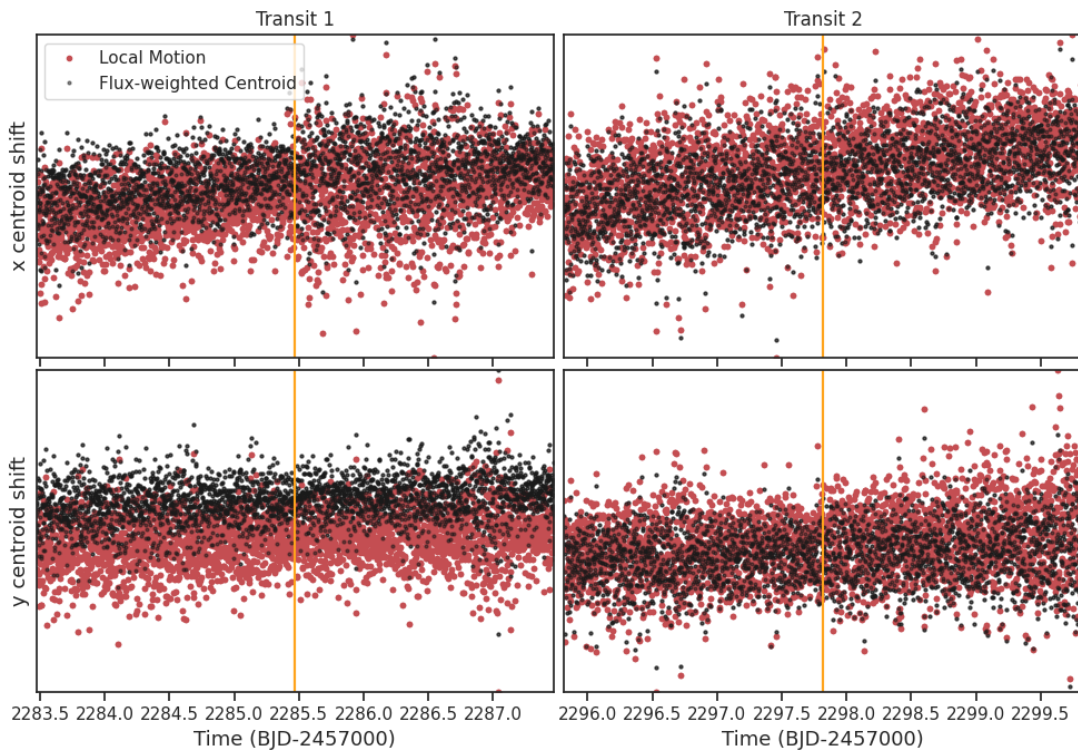 Transit 1
Transit 2
Local Motion
Flux-weighted Centroid
x centroid shift
y centroid shift
2283.5 2284.0 2284.5 2285.0 2285.5 2286.0 2286.5 2287.0
2296.0 2296.5 2297.0 2297.5 2298.0 2298.5 2299.0 2299.5
Time (BJD-2457000)
Time (BJD-2457000)